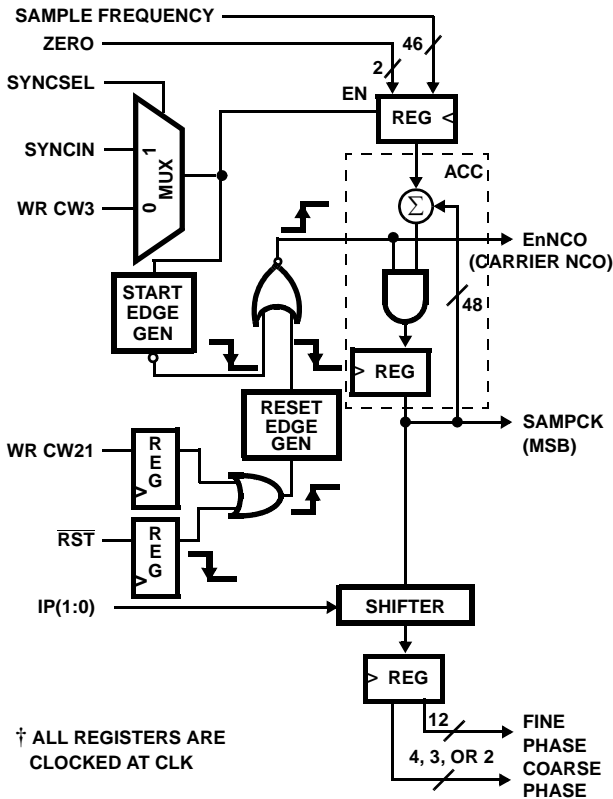 SAMPLE FREQUENCY
ZERO
46
2
SYNCSEL
EN
REG <
SYNCIN
1
MUX
0
WR CW3
ACC
Σ
EnNCO
(CARRIER NCO)
START
EDGE
GEN
48
> REG
RESET
EDGE
GEN
SAMPCK
(MSB)
WR CW21
REG
>
RST
REG
>
IP(1:0)
SHIFTER
> REG
12
FINE
PHASE
4, 3, OR 2
COARSE
PHASE
† ALL REGISTERS ARE
CLOCKED AT CLK